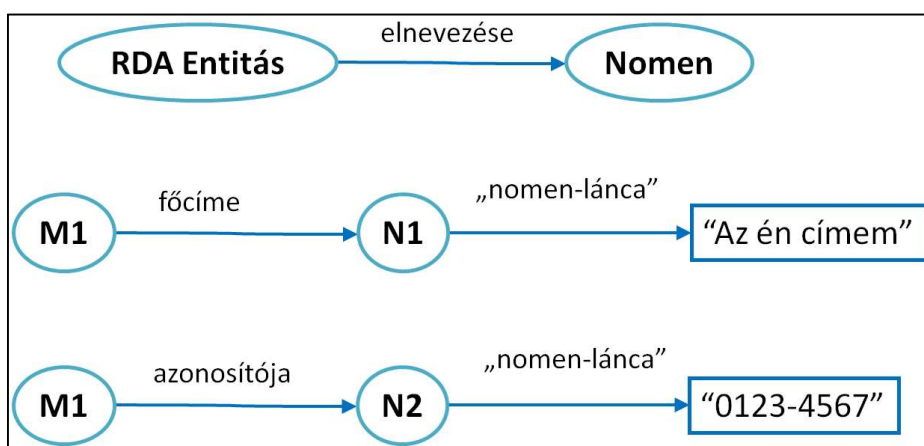 elnevezése
RDA Entitás
Nomen
főcíme
„nomen-lánca”
M1
N1
“Az én címem”
azonosítója
„nomen-lánca”
M1
N2
“0123-4567”